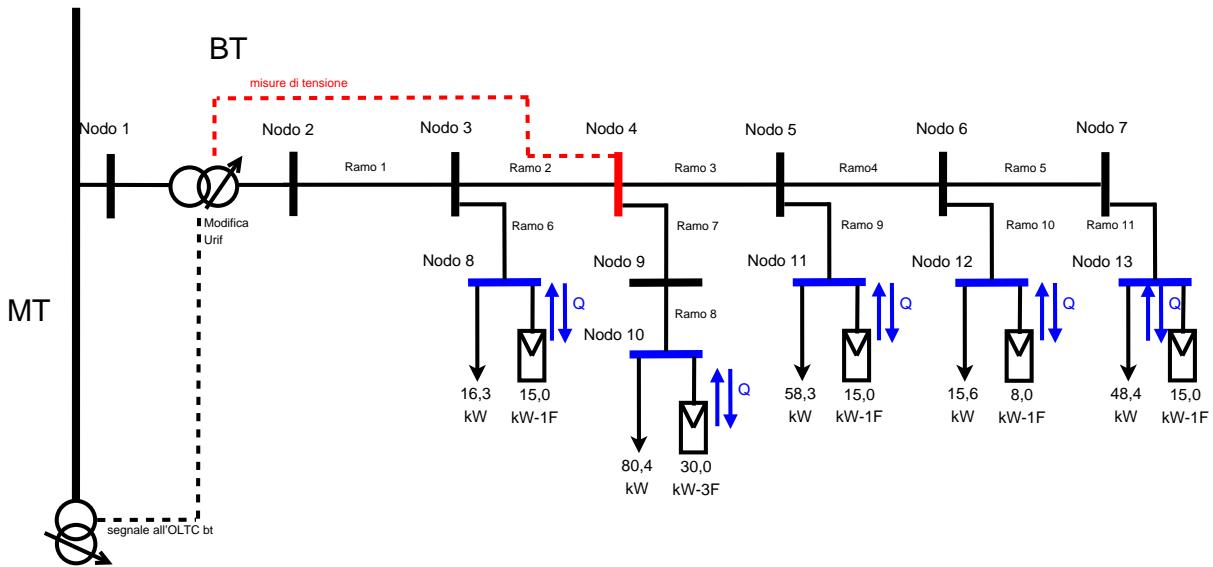 BT
misure di tensione
Nodo 1
Nodo 2
Nodo 3
Nodo 4
Nodo 5
Nodo 6
Nodo 7
Ramo 1
Ramo 2
Ramo 3
Ramo4
Ramo 5
Modifica
Urif
Ramo 6
Ramo 7
Ramo 9
Ramo 10
Ramo 11
Nodo 8
Nodo 9
Nodo 11
Nodo 12
Nodo 13
MT
Q
Q
Q
Q
Ramo 8
Nodo 10
Q
16,3
kW
15,0
kW-1F
58,3
kW
15,0
kW-1F
15,6
kW
8,0
kW-1F
48,4
kW
15,0
kW-1F
80,4
kW
30,0
kW-3F
segnale all'OLTC bt